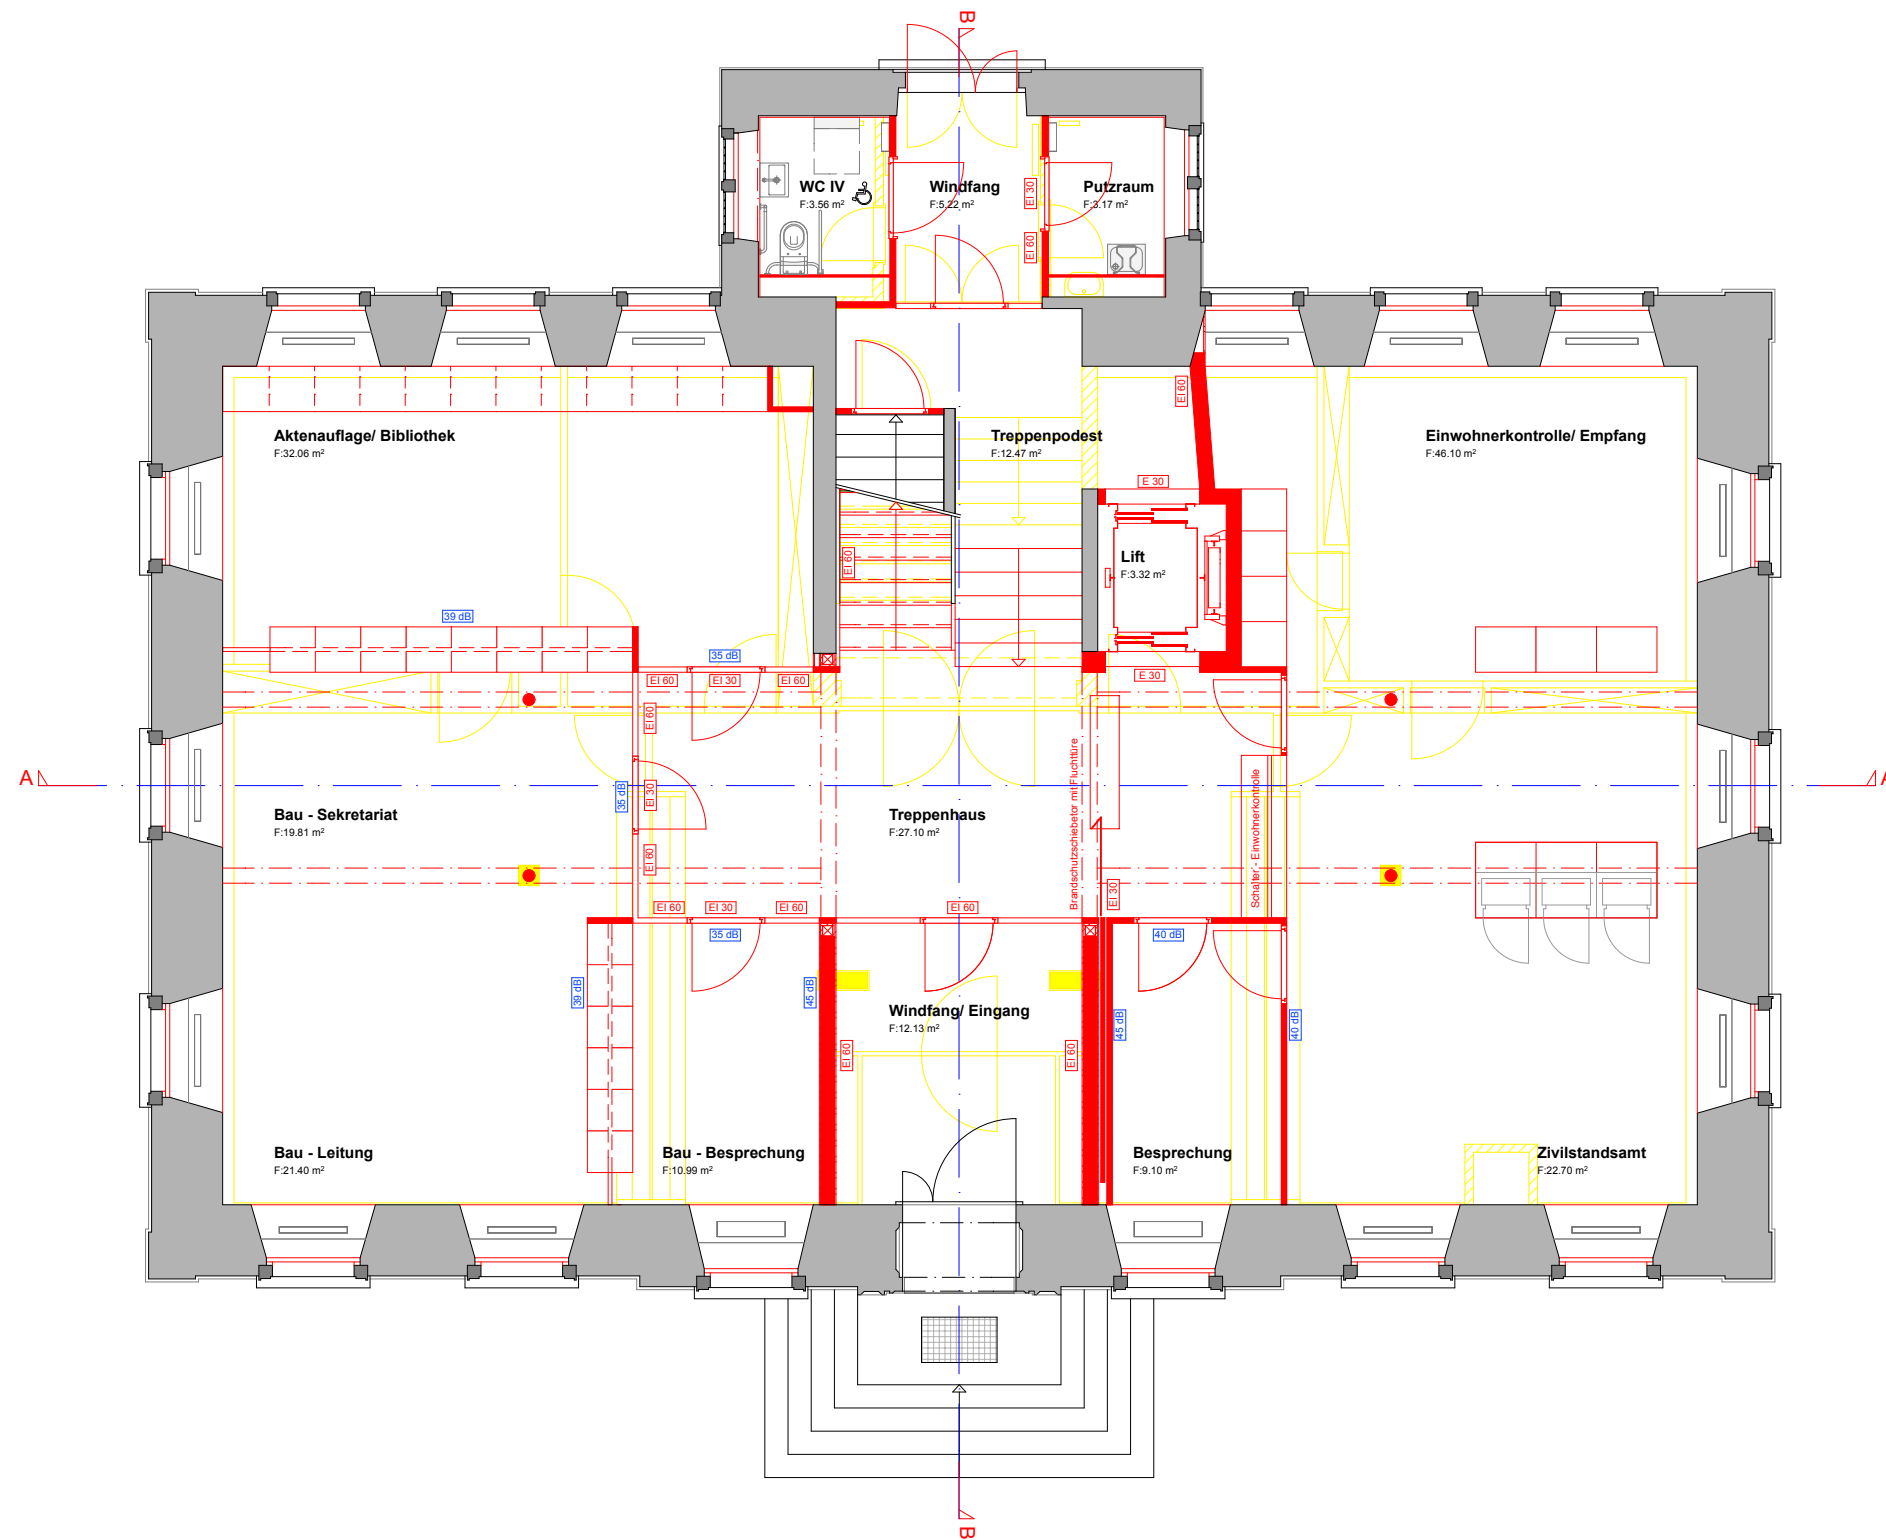 B
WC IV
F:3.56 m²
Windfang
F:5.22 m²
EI 30
EI 60
Putzraum
F:3.17 m²
EI 60
Aktenauflage/ Bibliothek
F:32.06 m²
Treppenpodest
F:12.47 m²
Einwohnerkontrolle/ Empfang
F:46.10 m²
E 30
EI 60
Lift
F:3.32 m²
39 dB
35 dB
EI 60
EI 30
EI 60
E 30
EI 60
A
A
35 dB
EI 30
Bau - Sekretariat
F:19.81 m²
Treppenhaus
F:27.10 m²
Brandschutzschiebetor mit Fluchttüre
Schalter - Einwohnerkontrolle
EI 60
EI 30
EI 60
EI 30
EI 60
EI 60
35 dB
40 dB
39 dB
45 dB
Windfang/ Eingang
F:12.13 m²
45 dB
40 dB
EI 60
EI 60
Bau - Leitung
F:21.40 m²
Bau - Besprechung
F:10.99 m²
Besprechung
F:9.10 m²
Zivilstandsamt
F:22.70 m²
B